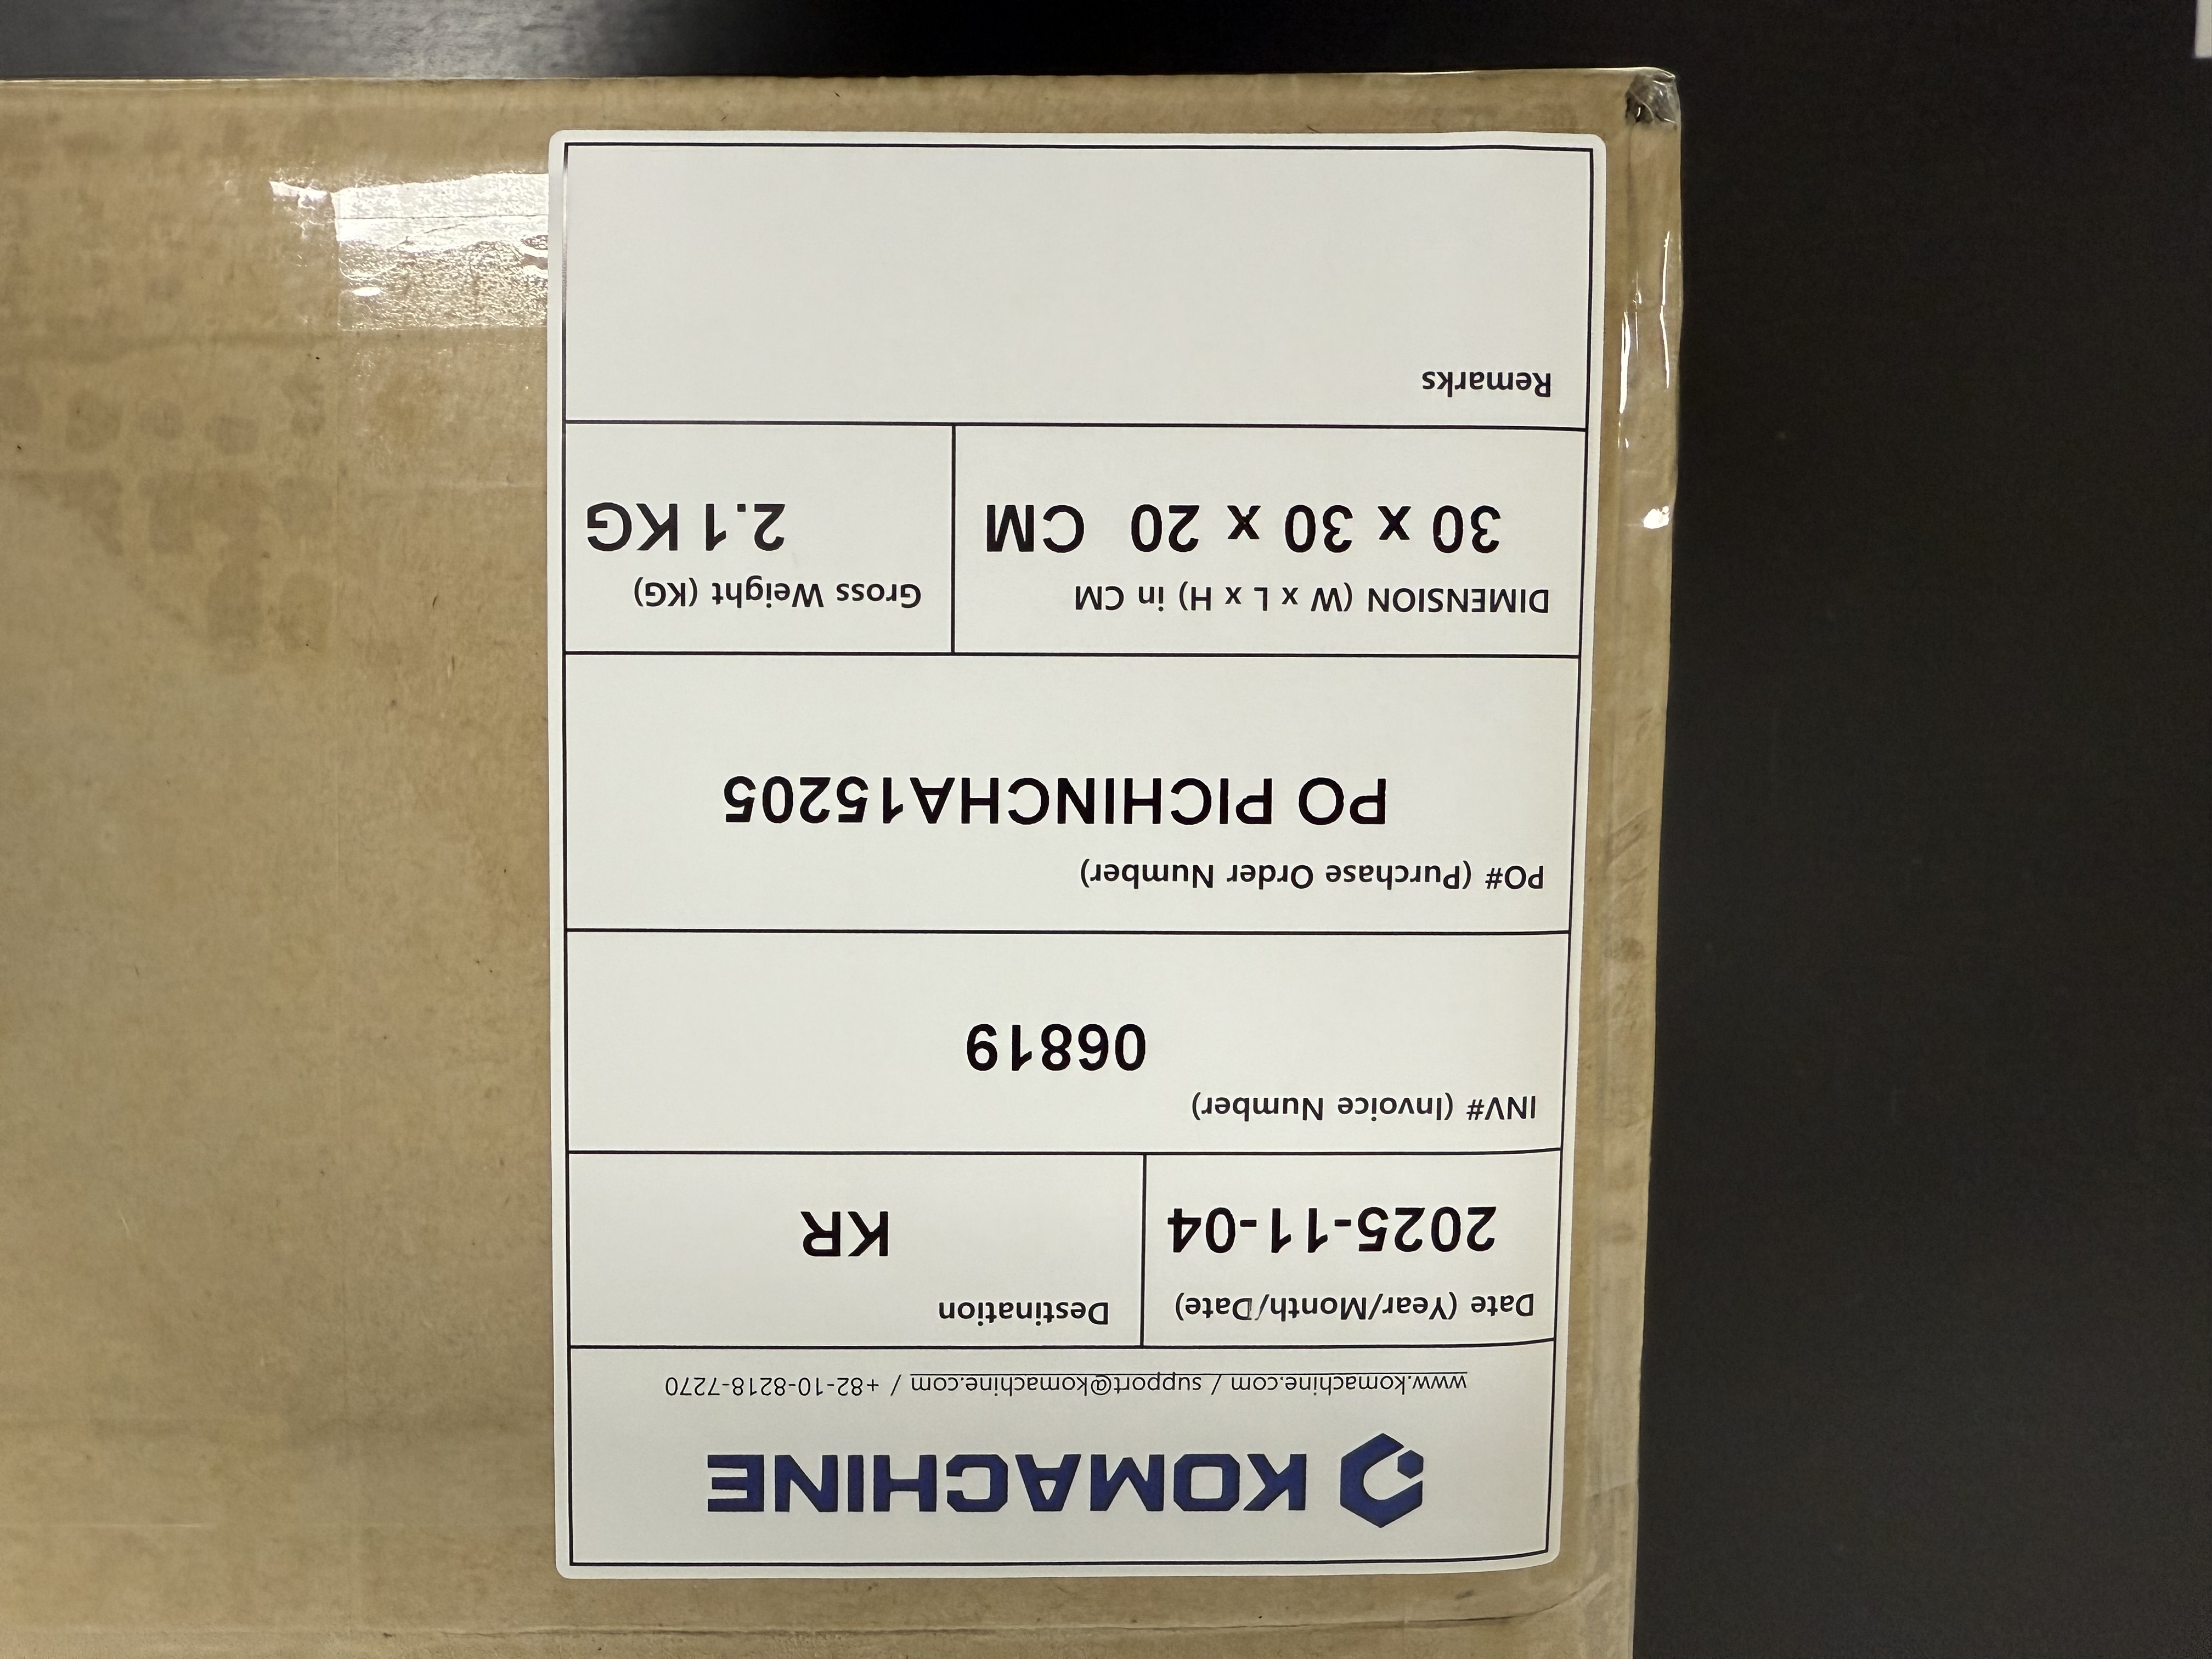 KOMACHINE
www.komachine.com / support@komachine.com / +82-10-8218-7270
Date (Year/Month/Date)
2025-11-04
Destination
KR
INV# (Invoice Number)
06819
PO# (Purchase Order Number)
PO PICHINCHA15205
DIMENSION (W x L x H) in CM
30 x 30 x 20 CM
Gross Weight (KG)
2.1 KG
Remarks